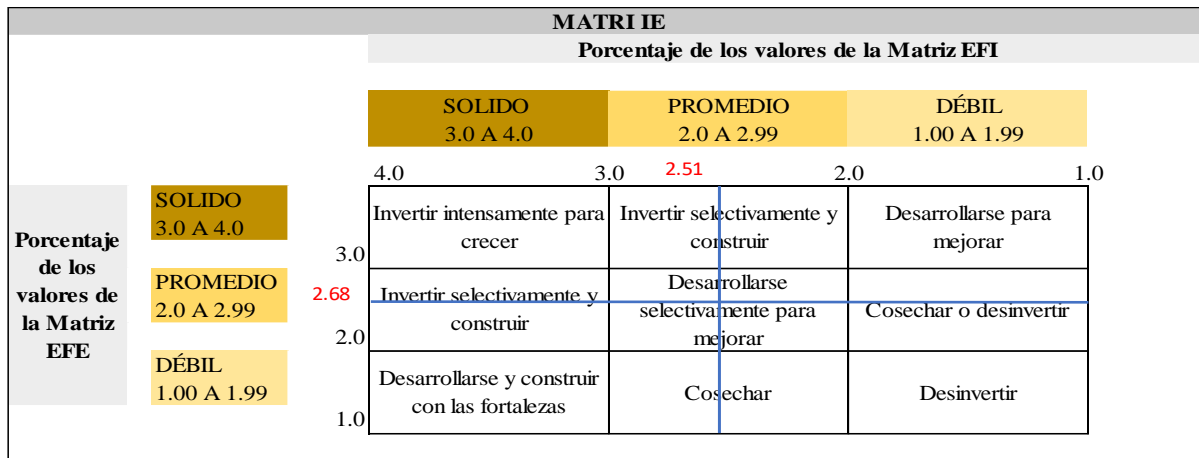 MATRI IE
Porcentaje de los valores de la Matriz EFI
SOLIDO
3.0 A 4.0
PROMEDIO
2.0 A 2.99
DÉBIL
1.00 A 1.99
4.0
3.0
2.51
2.0
1.0
Porcentaje
de los
valores de
la Matriz
EFE
SOLIDO
3.0 A 4.0
3.0
Invertir intensamente para
crecer
Invertir selectivamente y
construir
Desarrollarse para
mejorar
PROMEDIO
2.0 A 2.99
2.68
2.0
Invertir selectivamente y
construir
Desarrollarse
selectivamente para
mejorar
Cosechar o desinvertir
DÉBIL
1.00 A 1.99
1.0
Desarrollarse y construir
con las fortalezas
Cosechar
Desinvertir